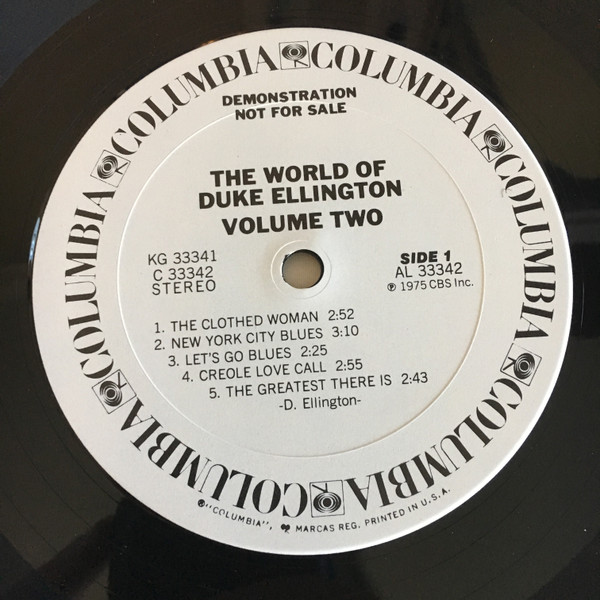 COLUMBIA COLUMBIA COLUMBIA COLUMBIA COLUMBIA COLUMBIA COLUMBIA COLUMBIA
DEMONSTRATION
NOT FOR SALE
THE WORLD OF
DUKE ELLINGTON
VOLUME TWO
KG 33341
C 33342
STEREO
SIDE 1
AL 33342
℗ 1975 CBS Inc.
1. THE CLOTHED WOMAN 2:52
2. NEW YORK CITY BLUES 3:10
3. LET'S GO BLUES 2:25
4. CREOLE LOVE CALL 2:55
5. THE GREATEST THERE IS 2:43
-D. Ellington-
®"COLUMBIA", MARCAS REG. PRINTED IN U.S.A.